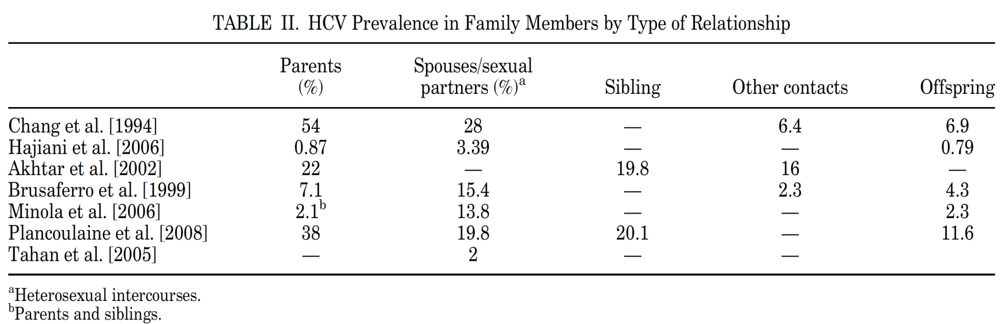 TABLE II. HCV Prevalence in Family Members by Type of Relationship
Parents (%) Spouses/sexual partners (%)a Sibling Other contacts Offspring
Chang et al. [1994] 54 28 — 6.4 6.9
Hajiani et al. [2006] 0.87 3.39 — — 0.79
Akhtar et al. [2002] 22 — 19.8 16 —
Brusaferro et al. [1999] 7.1 15.4 — 2.3 4.3
Minola et al. [2006] 2.1b 13.8 — — 2.3
Plancoulaine et al. [2008] 38 19.8 20.1 — 11.6
Tahan et al. [2005] — 2 — —
aHeterosexual intercourses.
bParents and siblings.